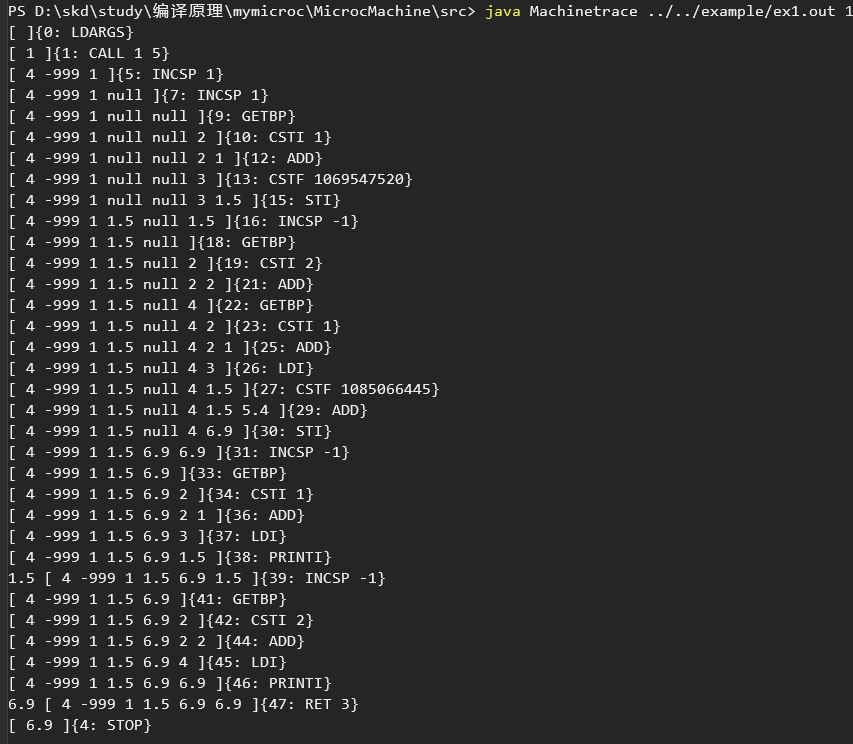 PS D:\skd\study\编译原理\mymicroc\MicrocMachine\src> java Machinetrace ../../example/ex1.out 1
[ ]{0: LDARGS}
[ 1 ]{1: CALL 1 5}
[ 4 -999 1 ]{5: INCSP 1}
[ 4 -999 1 null ]{7: INCSP 1}
[ 4 -999 1 null null ]{9: GETBP}
[ 4 -999 1 null null 2 ]{10: CSTI 1}
[ 4 -999 1 null null 2 1 ]{12: ADD}
[ 4 -999 1 null null 3 ]{13: CSTF 1069547520}
[ 4 -999 1 null null 3 1.5 ]{15: STI}
[ 4 -999 1 1.5 null 1.5 ]{16: INCSP -1}
[ 4 -999 1 1.5 null ]{18: GETBP}
[ 4 -999 1 1.5 null 2 ]{19: CSTI 2}
[ 4 -999 1 1.5 null 2 2 ]{21: ADD}
[ 4 -999 1 1.5 null 4 ]{22: GETBP}
[ 4 -999 1 1.5 null 4 2 ]{23: CSTI 1}
[ 4 -999 1 1.5 null 4 2 1 ]{25: ADD}
[ 4 -999 1 1.5 null 4 3 ]{26: LDI}
[ 4 -999 1 1.5 null 4 1.5 ]{27: CSTF 1085066445}
[ 4 -999 1 1.5 null 4 1.5 5.4 ]{29: ADD}
[ 4 -999 1 1.5 null 4 6.9 ]{30: STI}
[ 4 -999 1 1.5 6.9 6.9 ]{31: INCSP -1}
[ 4 -999 1 1.5 6.9 ]{33: GETBP}
[ 4 -999 1 1.5 6.9 2 ]{34: CSTI 1}
[ 4 -999 1 1.5 6.9 2 1 ]{36: ADD}
[ 4 -999 1 1.5 6.9 3 ]{37: LDI}
[ 4 -999 1 1.5 6.9 1.5 ]{38: PRINTI}
1.5 [ 4 -999 1 1.5 6.9 1.5 ]{39: INCSP -1}
[ 4 -999 1 1.5 6.9 ]{41: GETBP}
[ 4 -999 1 1.5 6.9 2 ]{42: CSTI 2}
[ 4 -999 1 1.5 6.9 2 2 ]{44: ADD}
[ 4 -999 1 1.5 6.9 4 ]{45: LDI}
[ 4 -999 1 1.5 6.9 6.9 ]{46: PRINTI}
6.9 [ 4 -999 1 1.5 6.9 6.9 ]{47: RET 3}
[ 6.9 ]{4: STOP}